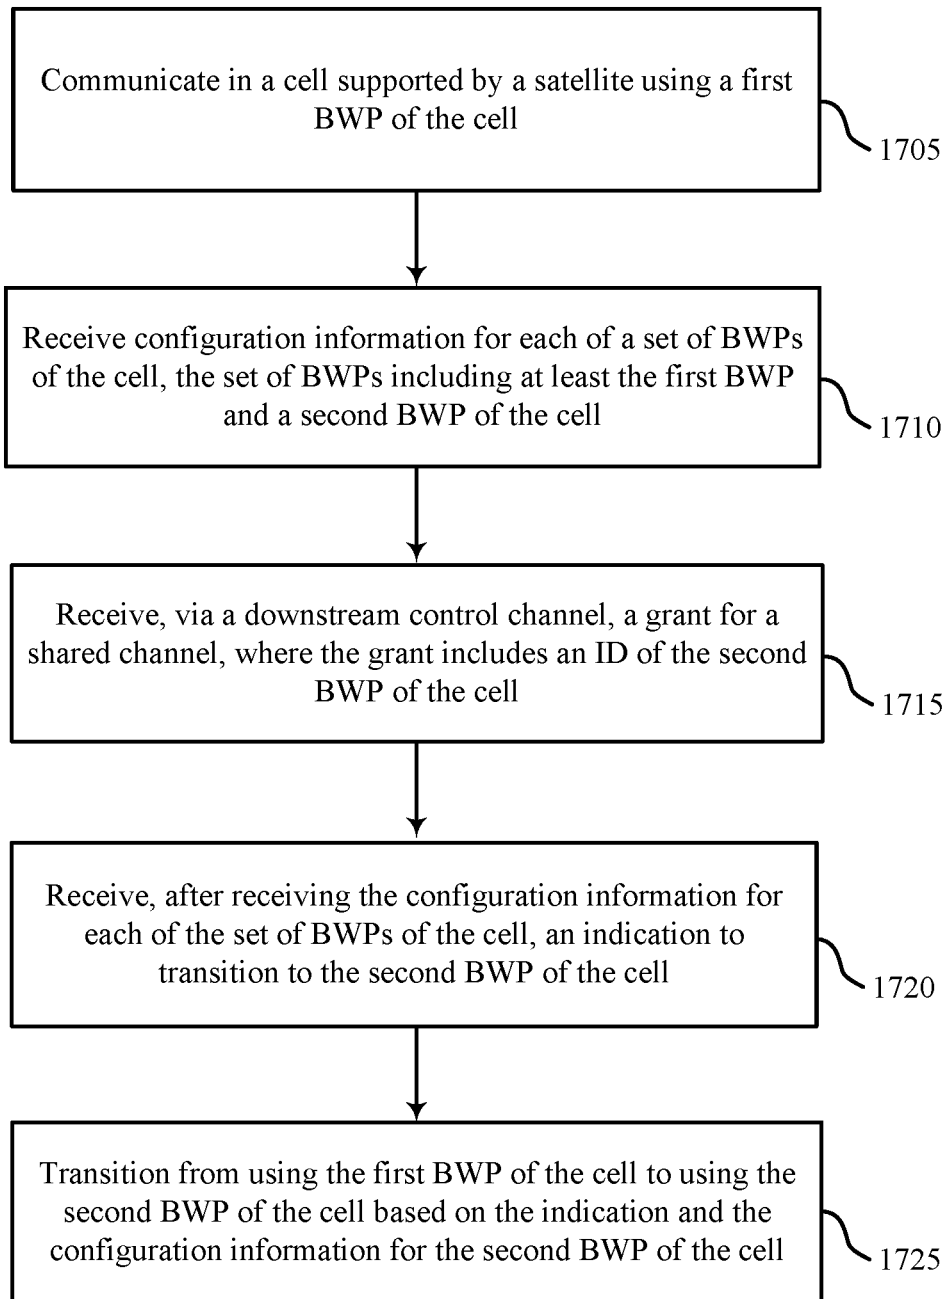 Communicate in a cell supported by a satellite using a first
BWP of the cell
1705
Receive configuration information for each of a set of BWPs
of the cell, the set of BWPs including at least the first BWP
and a second BWP of the cell
1710
Receive, via a downstream control channel, a grant for a
shared channel, where the grant includes an ID of the second
BWP of the cell
1715
Receive, after receiving the configuration information for
each of the set of BWPs of the cell, an indication to
transition to the second BWP of the cell
1720
Transition from using the first BWP of the cell to using the
second BWP of the cell based on the indication and the
configuration information for the second BWP of the cell
1725